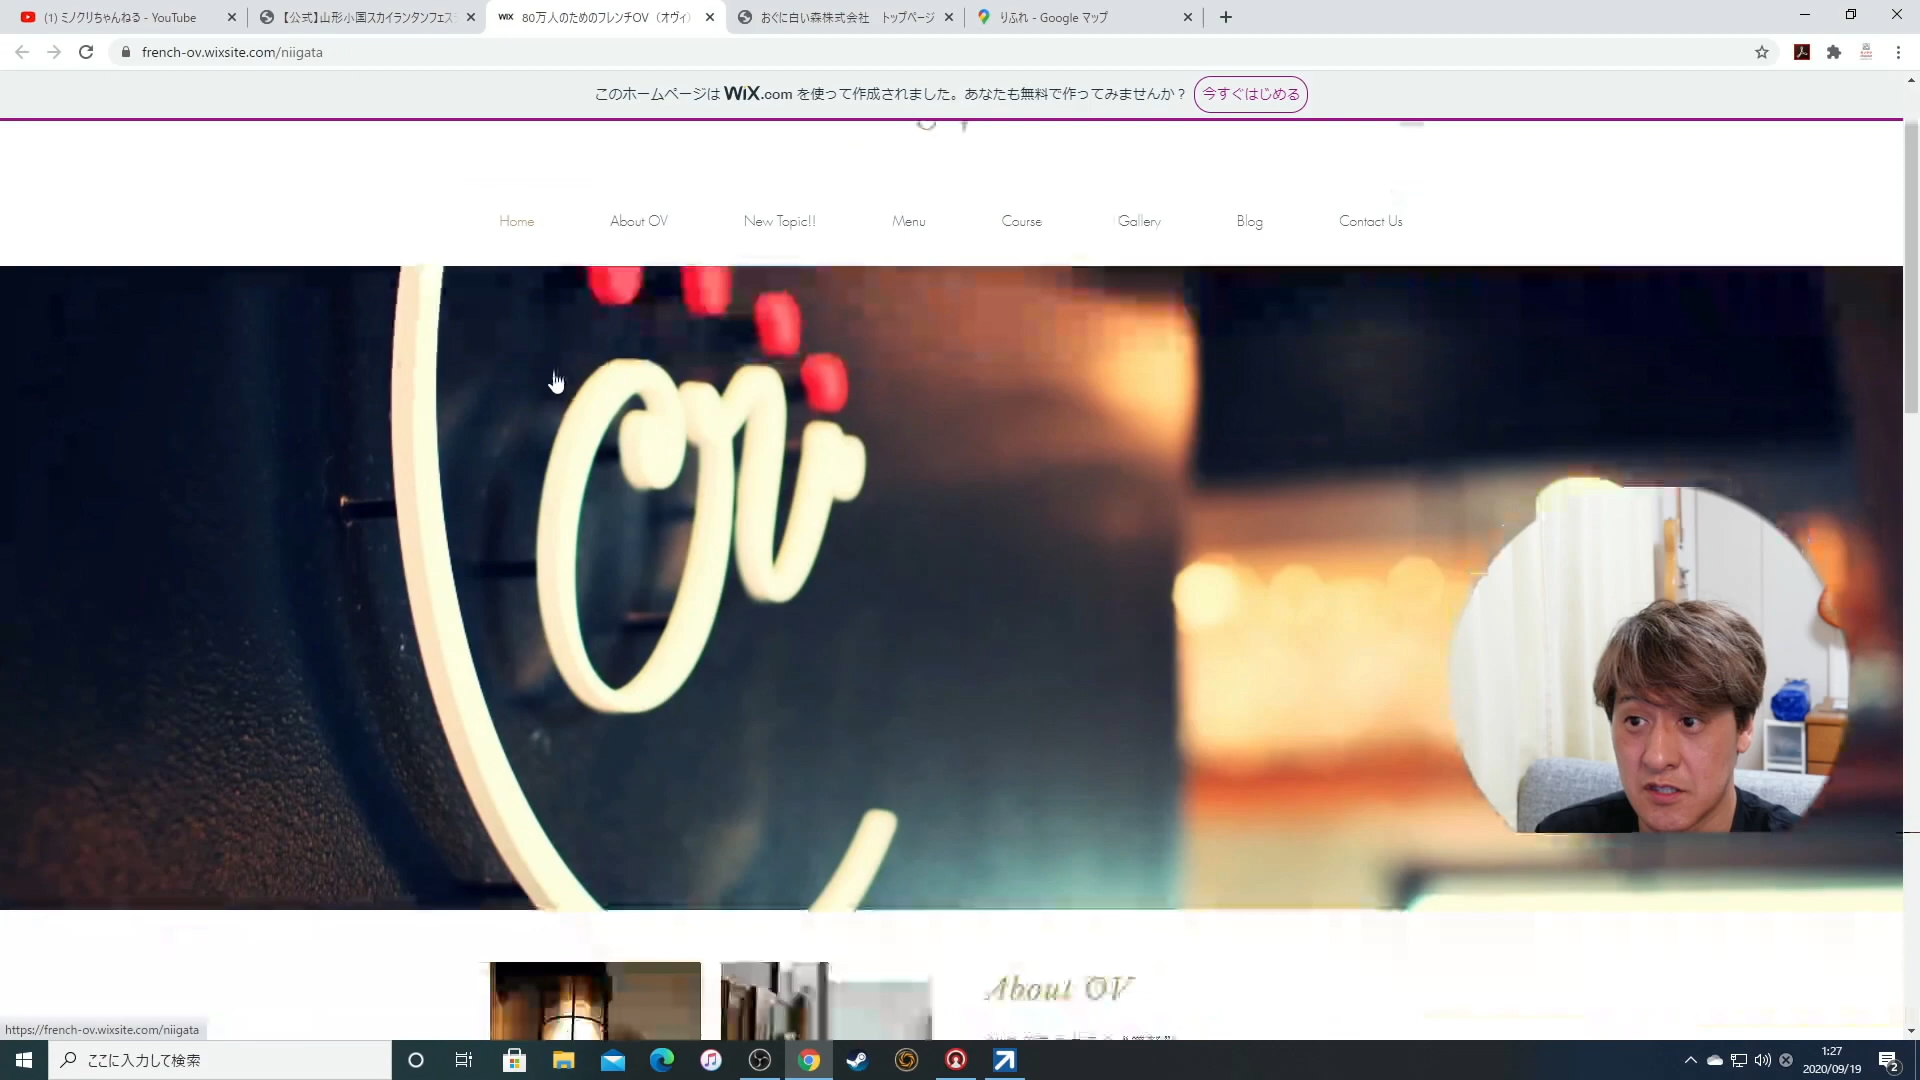 (1) ミノクリちゃんねる - YouTube
【公式】山形小国スカイランタンフェス
WIX 80万人のためのフレンチOV（オヴィ）
おぐに白い森株式会社　トップページ
りふれ - Google マップ
french-ov.wixsite.com/niigata
このホームページは WiX.com を使って作成されました。あなたも無料で作ってみませんか？ 今すぐはじめる
Home About OV New Topic!! Menu Course Gallery Blog Contact Us
ov
About OV
https://french-ov.wixsite.com/niigata
ここに入力して検索
1:27
2020/09/19
2